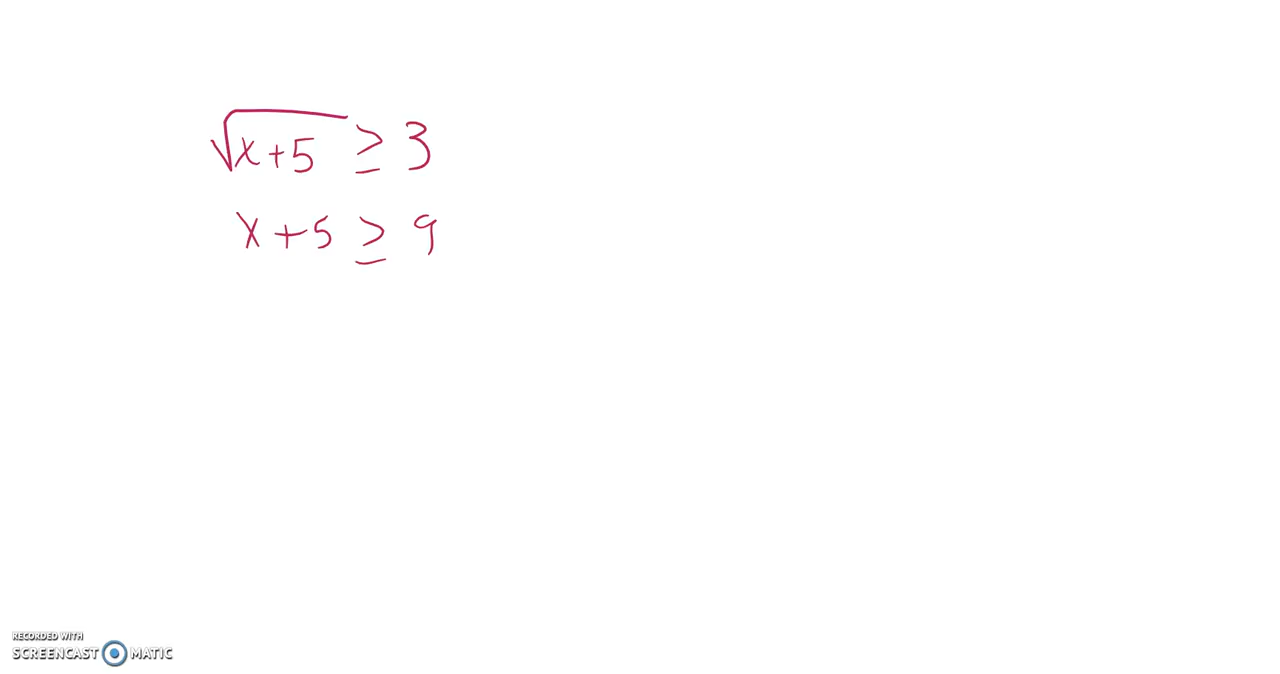 √x+5 ≥ 3
x + 5 ≥ 9
RECORDED WITH
SCREENCAST MATIC